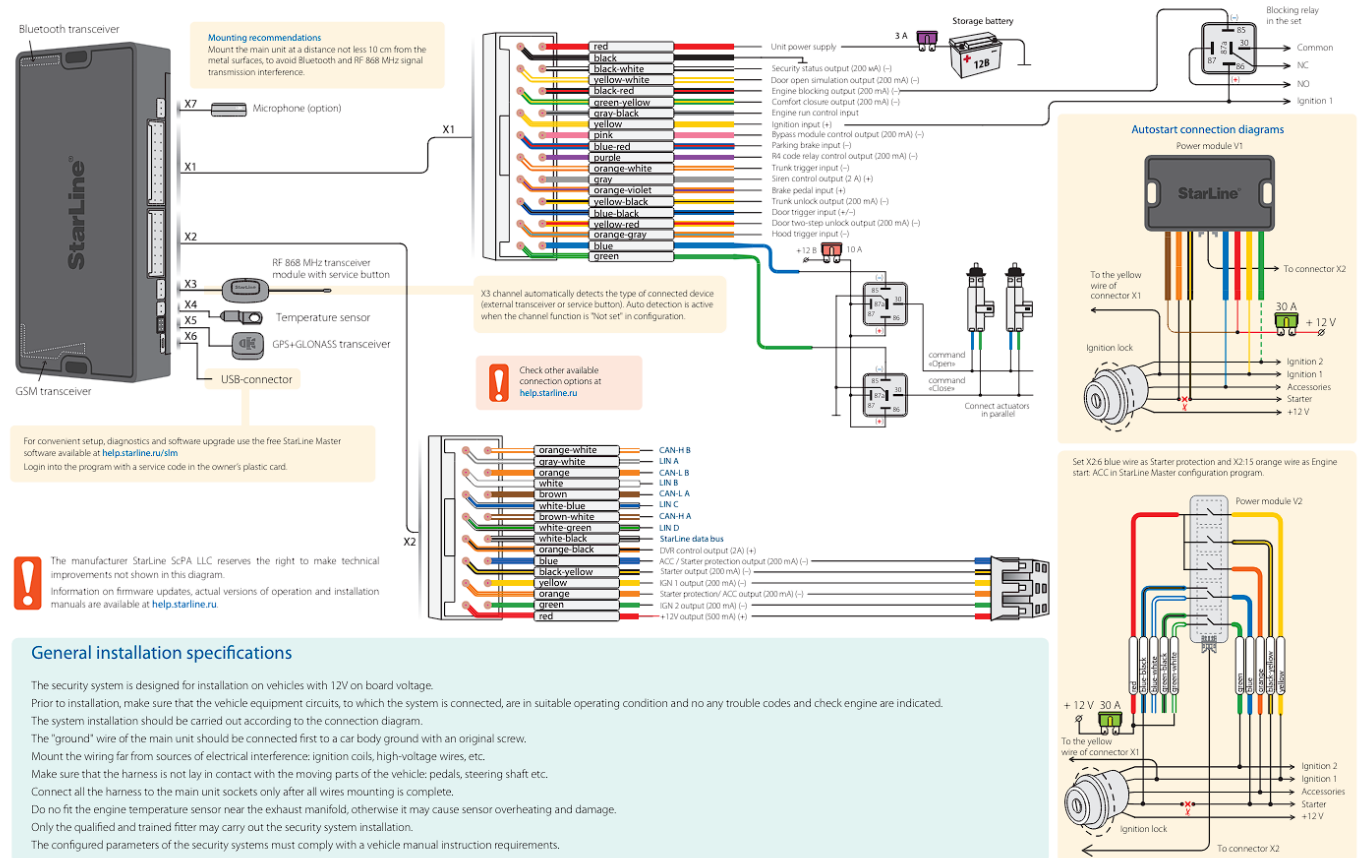 Bluetooth transceiver
Mounting recommendations
Mount the main unit at a distance not less 10 cm from the
metal surfaces, to avoid Bluetooth and RF 868 MHz signal
transmission interference.
StarLine®
X7
Microphone (option)
X1
X1
X2
RF 868 MHz transceiver
module with service button
X3
StarLine
X4
Temperature sensor
X5
GPS+GLONASS transceiver
X6
USB-connector
GSM transceiver
For convenient setup, diagnostics and software upgrade use the free StarLine Master
software available at help.starline.ru/slm
Login into the program with a service code in the owner's plastic card.
The manufacturer StarLine ScPA LLC reserves the right to make technical
improvements not shown in this diagram.
Information on firmware updates, actual versions of operation and installation
manuals are available at help.starline.ru.
red
Unit power supply
black
black-white
Security status output (200 мА) (–)
yellow-white
Door open simulation output (200 mA) (–)
black-red
Engine blocking output (200 mA) (–)
green-yellow
Comfort closure output (200 mA) (–)
gray-black
Engine run control input
yellow
Ignition input (+)
pink
Bypass module control output (200 mA) (–)
blue-red
Parking brake input (–)
purple
R4 code relay control output (200 mA) (–)
orange-white
Trunk trigger input (–)
gray
Siren control output (2 A) (+)
orange-violet
Brake pedal input (+)
yellow-black
Trunk unlock output (200 mA) (–)
blue-black
Door trigger input (+/–)
yellow-red
Door two-step unlock output (200 mA) (–)
orange-gray
Hood trigger input (–)
blue
green
3 A
Storage battery
+
12B
Blocking relay
in the set
(–)
85
87
87a
30
86
(+)
Common
NC
NO
Ignition 1
+12 B
10 A
(–)
85
87a
30
87
86
(+)
(–)
85
87a
30
87
86
(+)
command
«Open»
command
«Close»
Connect actuators
in parallel
X3 channel automatically detects the type of connected device
(external transceiver or service button). Auto detection is active
when the channel function is "Not set" in configuration.
Check other available
connection options at
help.starline.ru
X2
orange-white
CAN-H B
gray-white
LIN A
orange
CAN-L B
white
LIN B
brown
CAN-L A
white-blue
LIN C
brown-white
CAN-H A
white-green
LIN D
white-black
StarLine data bus
orange-black
DVR control output (2A) (+)
blue
ACC / Starter protection output (200 mA) (–)
black-yellow
Starter output (200 mA) (–)
yellow
IGN 1 output (200 mA) (–)
orange
Starter protection/ ACC output (200 mA) (–)
green
IGN 2 output (200 mA) (–)
red
+12V output (500 mA) (+)
Autostart connection diagrams
Power module V1
StarLine®
To connector X2
To the yellow
wire of
connector X1
30 A
+ 12 V
Ignition lock
Ignition 2
Ignition 1
Accessories
Starter
+12 V
Set X2:6 blue wire as Starter protection and X2:15 orange wire as Engine
start: ACC in StarLine Master configuration program.
Power module V2
red
blue-black
blue-white
green-black
green-white
green
blue
orange
black-yellow
yellow
+ 12 V 30 A
To the yellow
wire of connector X1
Ignition 2
Ignition 1
Accessories
Starter
+12 V
Ignition lock
To connector X2
General installation specifications
The security system is designed for installation on vehicles with 12V on board voltage.
Prior to installation, make sure that the vehicle equipment circuits, to which the system is connected, are in suitable operating condition and no any trouble codes and check engine are indicated.
The system installation should be carried out according to the connection diagram.
The "ground" wire of the main unit should be connected first to a car body ground with an original screw.
Mount the wiring far from sources of electrical interference: ignition coils, high-voltage wires, etc.
Make sure that the harness is not lay in contact with the moving parts of the vehicle: pedals, steering shaft etc.
Connect all the harness to the main unit sockets only after all wires mounting is complete.
Do no fit the engine temperature sensor near the exhaust manifold, otherwise it may cause sensor overheating and damage.
Only the qualified and trained fitter may carry out the security system installation.
The configured parameters of the security systems must comply with a vehicle manual instruction requirements.